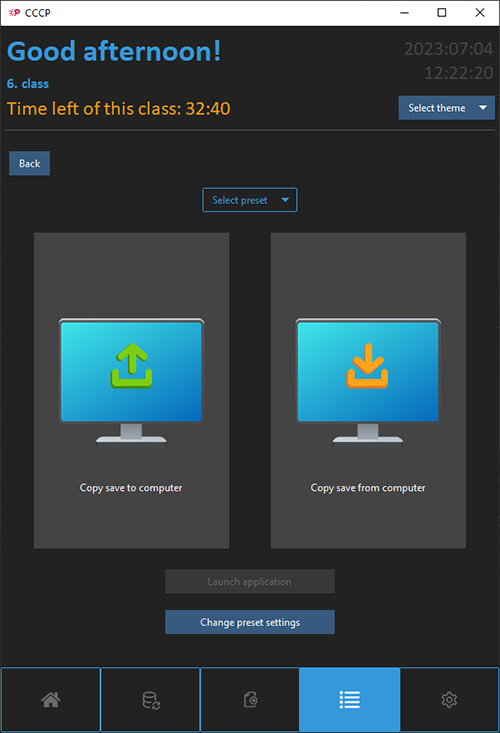 CCCP
Good afternoon!
2023:07:04
12:22:20
6. class
Time left of this class: 32:40
Select theme
Back
Select preset
Copy save to computer
Copy save from computer
Launch application
Change preset settings